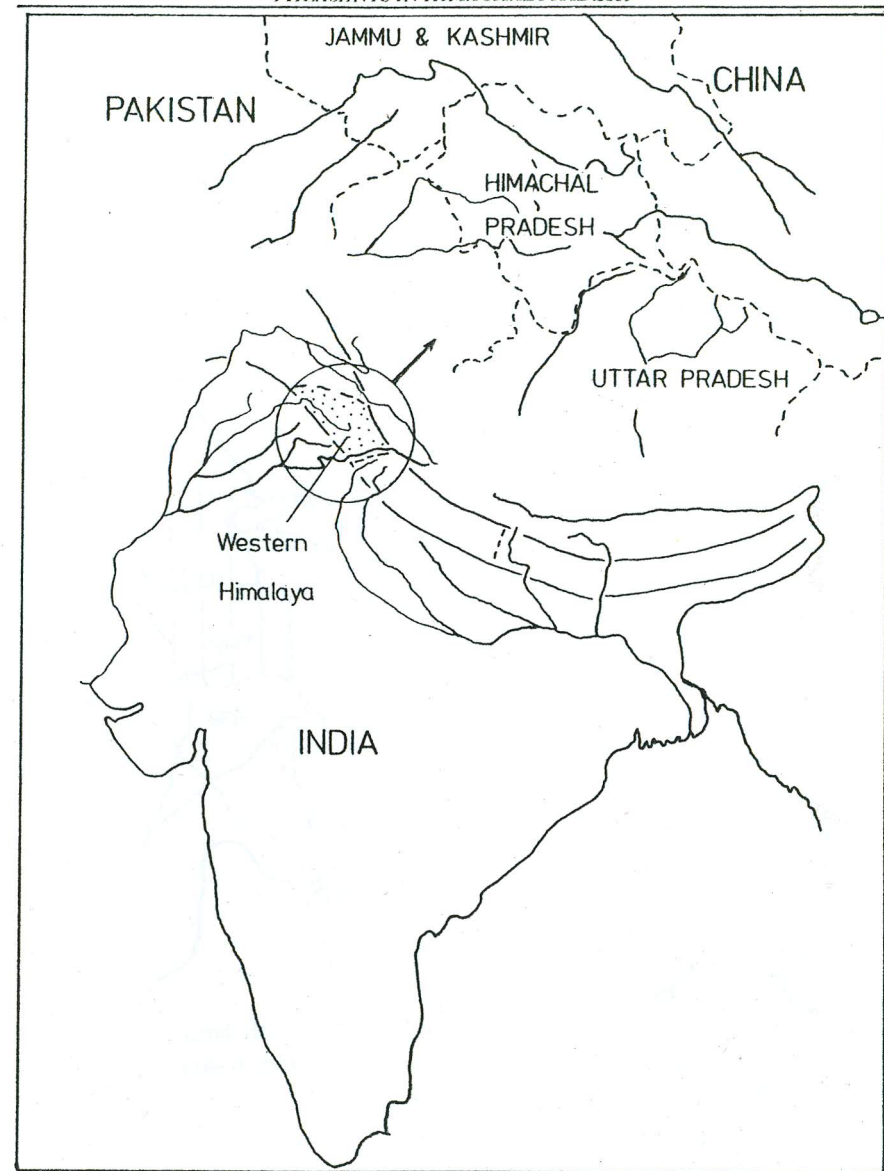 JAMMU & KASHMIR
CHINA
PAKISTAN
HIMACHAL
PRADESH
UTTAR PRADESH
Western
Himalaya
INDIA